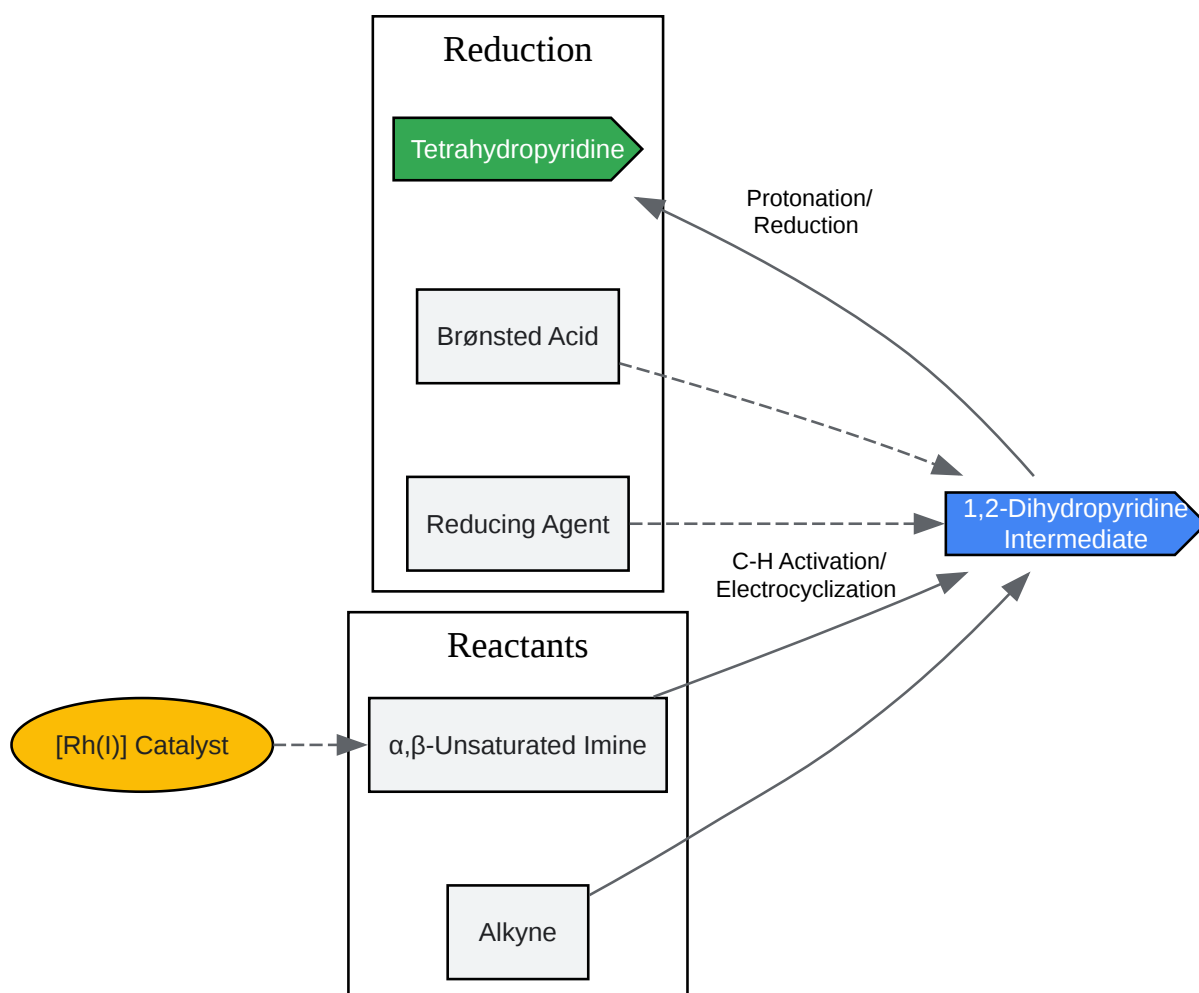 Reduction
Tetrahydropyridine
Protonation/
Reduction
Brønsted Acid
Reducing Agent
1,2-Dihydropyridine
Intermediate
C-H Activation/
Electrocyclization
Reactants
[Rh(I)] Catalyst
α,β-Unsaturated Imine
Alkyne